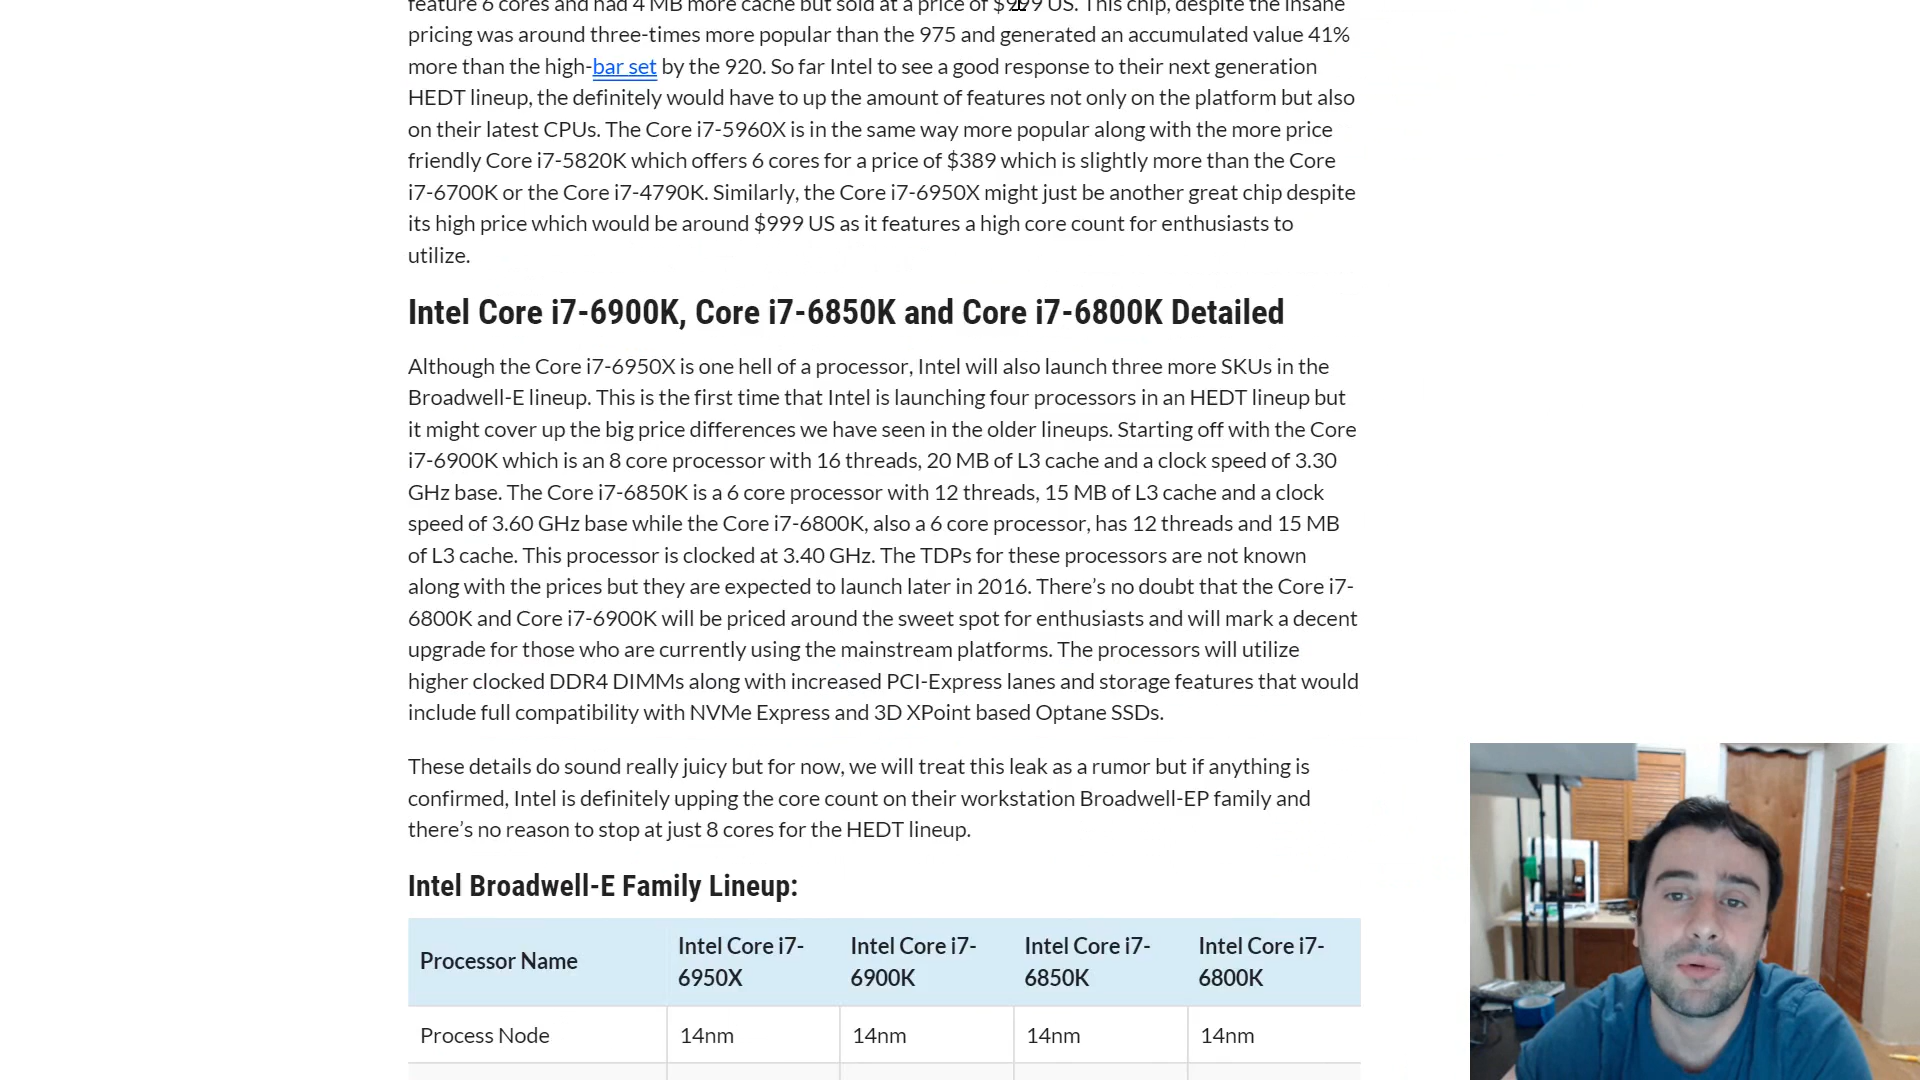 feature 6 cores and had 4 MB more cache but sold at a price of $999 US. This chip, despite the insane
pricing was around three-times more popular than the 975 and generated an accumulated value 41%
more than the high-bar set by the 920. So far Intel to see a good response to their next generation
HEDT lineup, the definitely would have to up the amount of features not only on the platform but also
on their latest CPUs. The Core i7-5960X is in the same way more popular along with the more price
friendly Core i7-5820K which offers 6 cores for a price of $389 which is slightly more than the Core
i7-6700K or the Core i7-4790K. Similarly, the Core i7-6950X might just be another great chip despite
its high price which would be around $999 US as it features a high core count for enthusiasts to
utilize.
Intel Core i7-6900K, Core i7-6850K and Core i7-6800K Detailed
Although the Core i7-6950X is one hell of a processor, Intel will also launch three more SKUs in the
Broadwell-E lineup. This is the first time that Intel is launching four processors in an HEDT lineup but
it might cover up the big price differences we have seen in the older lineups. Starting off with the Core
i7-6900K which is an 8 core processor with 16 threads, 20 MB of L3 cache and a clock speed of 3.30
GHz base. The Core i7-6850K is a 6 core processor with 12 threads, 15 MB of L3 cache and a clock
speed of 3.60 GHz base while the Core i7-6800K, also a 6 core processor, has 12 threads and 15 MB
of L3 cache. This processor is clocked at 3.40 GHz. The TDPs for these processors are not known
along with the prices but they are expected to launch later in 2016. There’s no doubt that the Core i7-
6800K and Core i7-6900K will be priced around the sweet spot for enthusiasts and will mark a decent
upgrade for those who are currently using the mainstream platforms. The processors will utilize
higher clocked DDR4 DIMMs along with increased PCI-Express lanes and storage features that would
include full compatibility with NVMe Express and 3D XPoint based Optane SSDs.
These details do sound really juicy but for now, we will treat this leak as a rumor but if anything is
confirmed, Intel is definitely upping the core count on their workstation Broadwell-EP family and
there’s no reason to stop at just 8 cores for the HEDT lineup.
Intel Broadwell-E Family Lineup:
Processor Name Intel Core i7-6950X Intel Core i7-6900K Intel Core i7-6850K Intel Core i7-6800K
Process Node 14nm 14nm 14nm 14nm